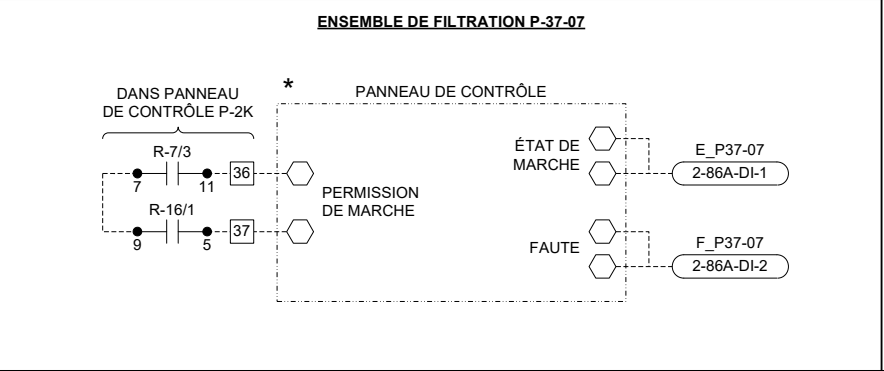 ENSEMBLE DE FILTRATION P-37-07
DANS PANNEAU
DE CONTRÔLE P-2K
*
PANNEAU DE CONTRÔLE
R-7/3
7
11
36
R-16/1
9
5
37
PERMISSION
DE MARCHE
ÉTAT DE
MARCHE
E_P37-07
2-86A-DI-1
FAUTE
F_P37-07
2-86A-DI-2